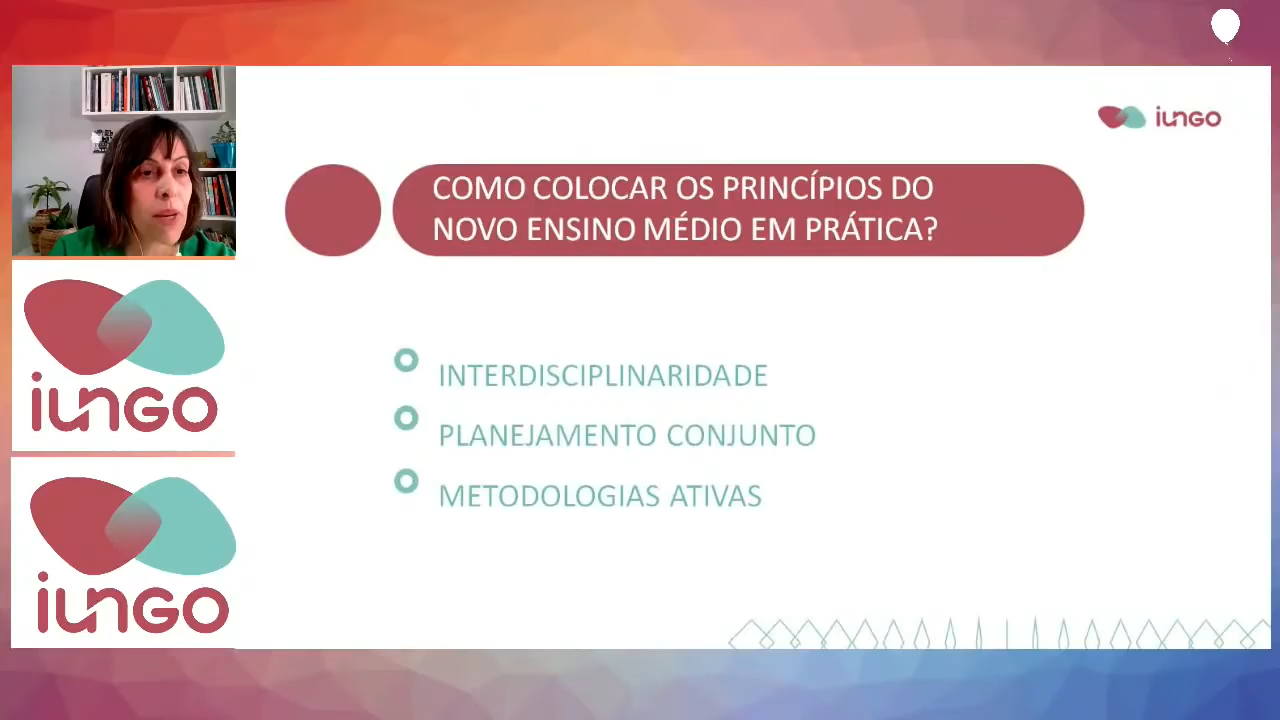 iungo
COMO COLOCAR OS PRINCÍPIOS DO
NOVO ENSINO MÉDIO EM PRÁTICA?
INTERDISCIPLINARIDADE
PLANEJAMENTO CONJUNTO
METODOLOGIAS ATIVAS
iungo
iungo